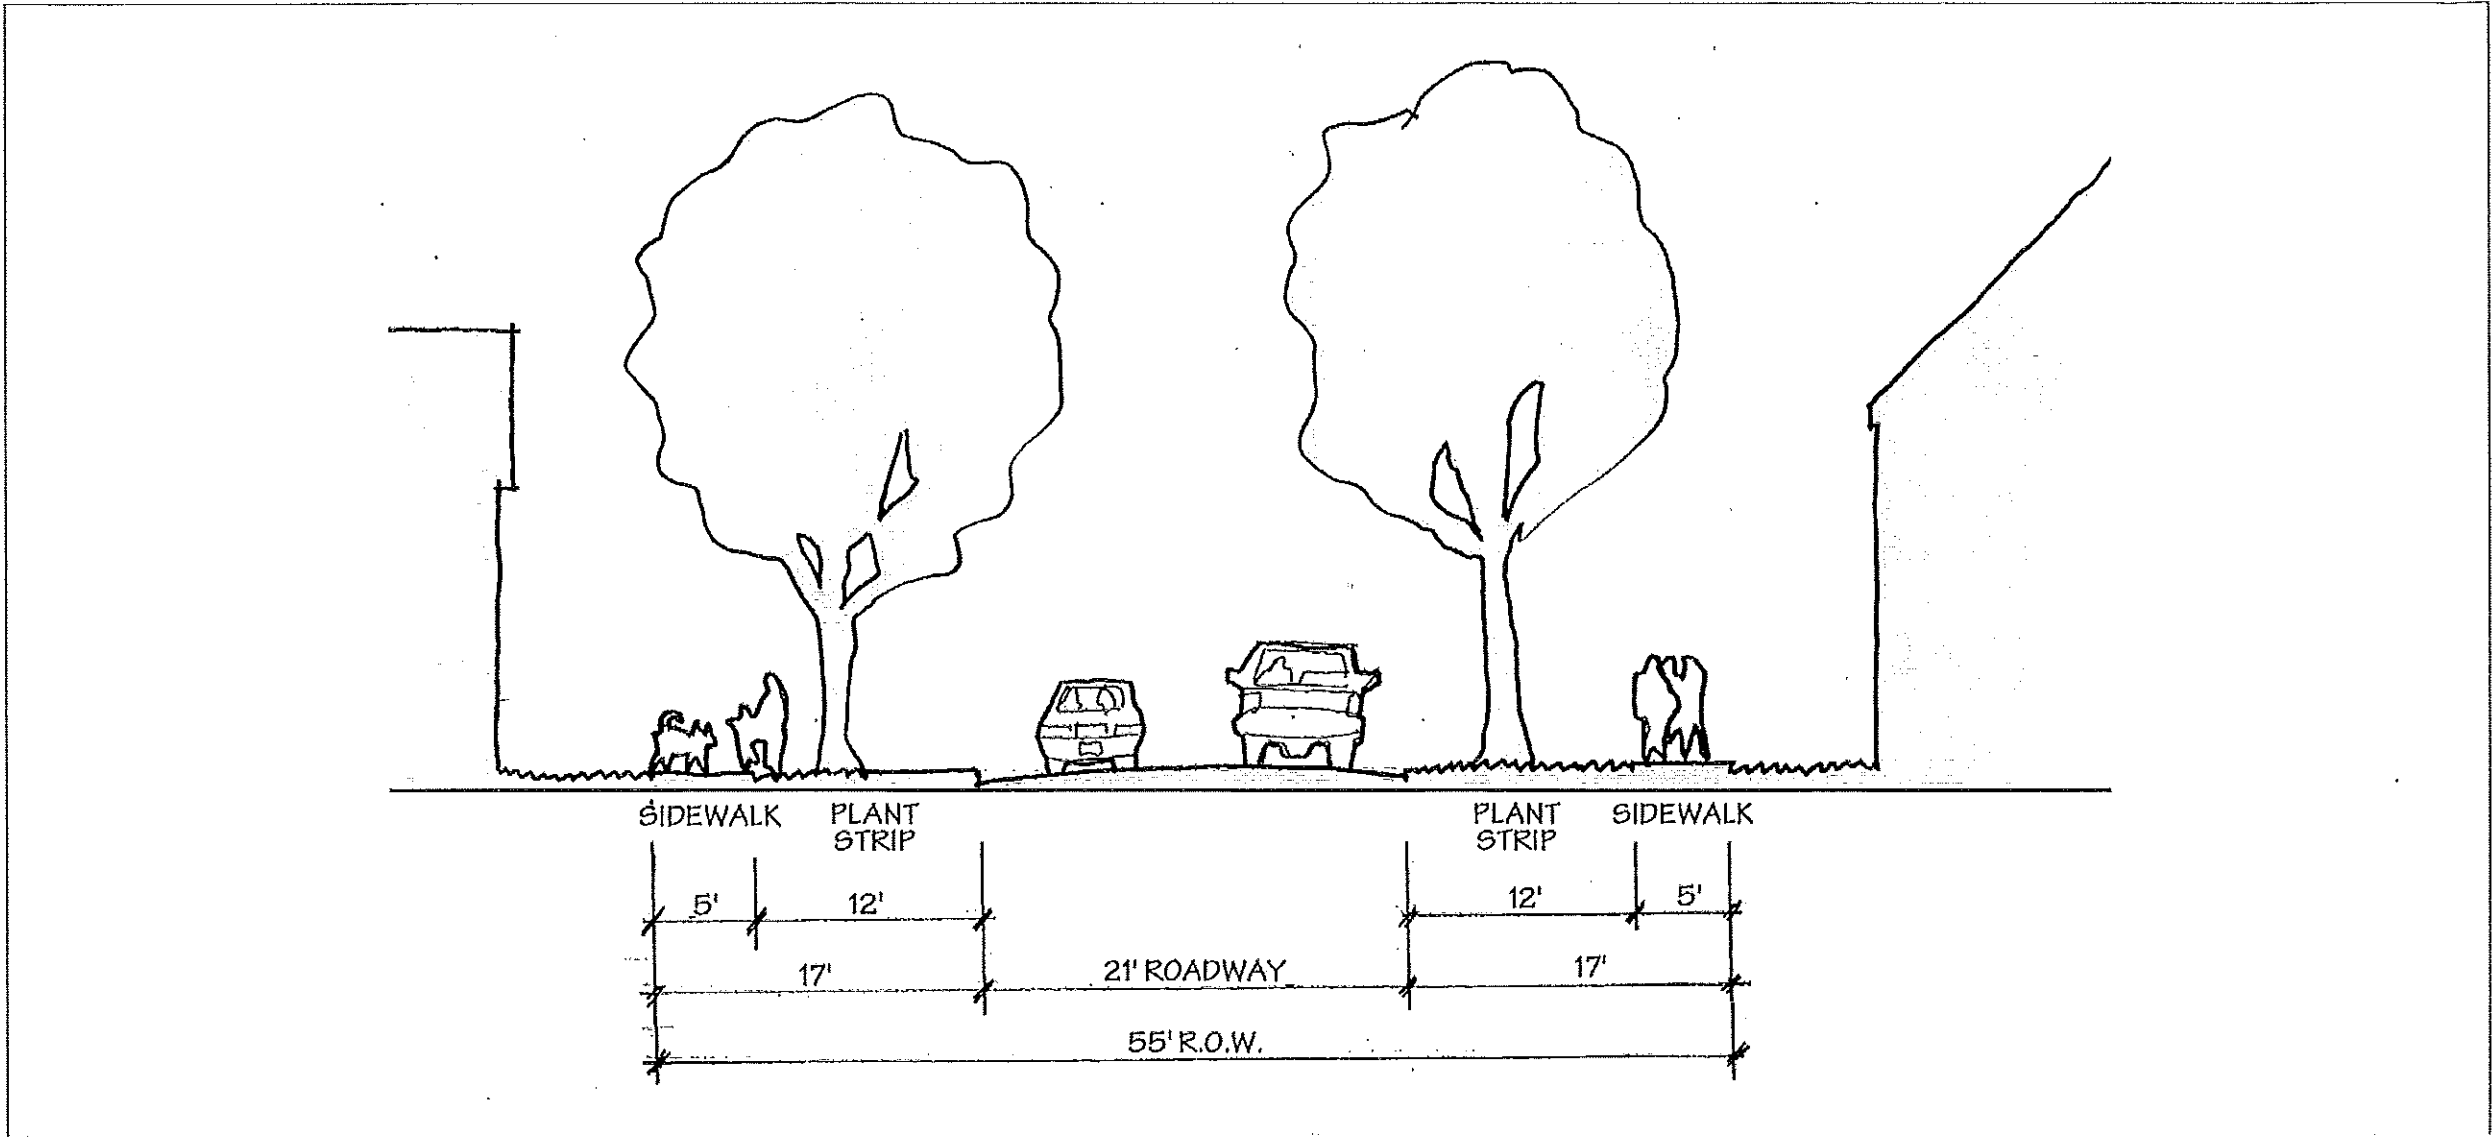 SIDEWALK
PLANT
STRIP
PLANT
STRIP
SIDEWALK
5'
12'
12'
5'
17'
21' ROADWAY
17'
55' R.O.W.